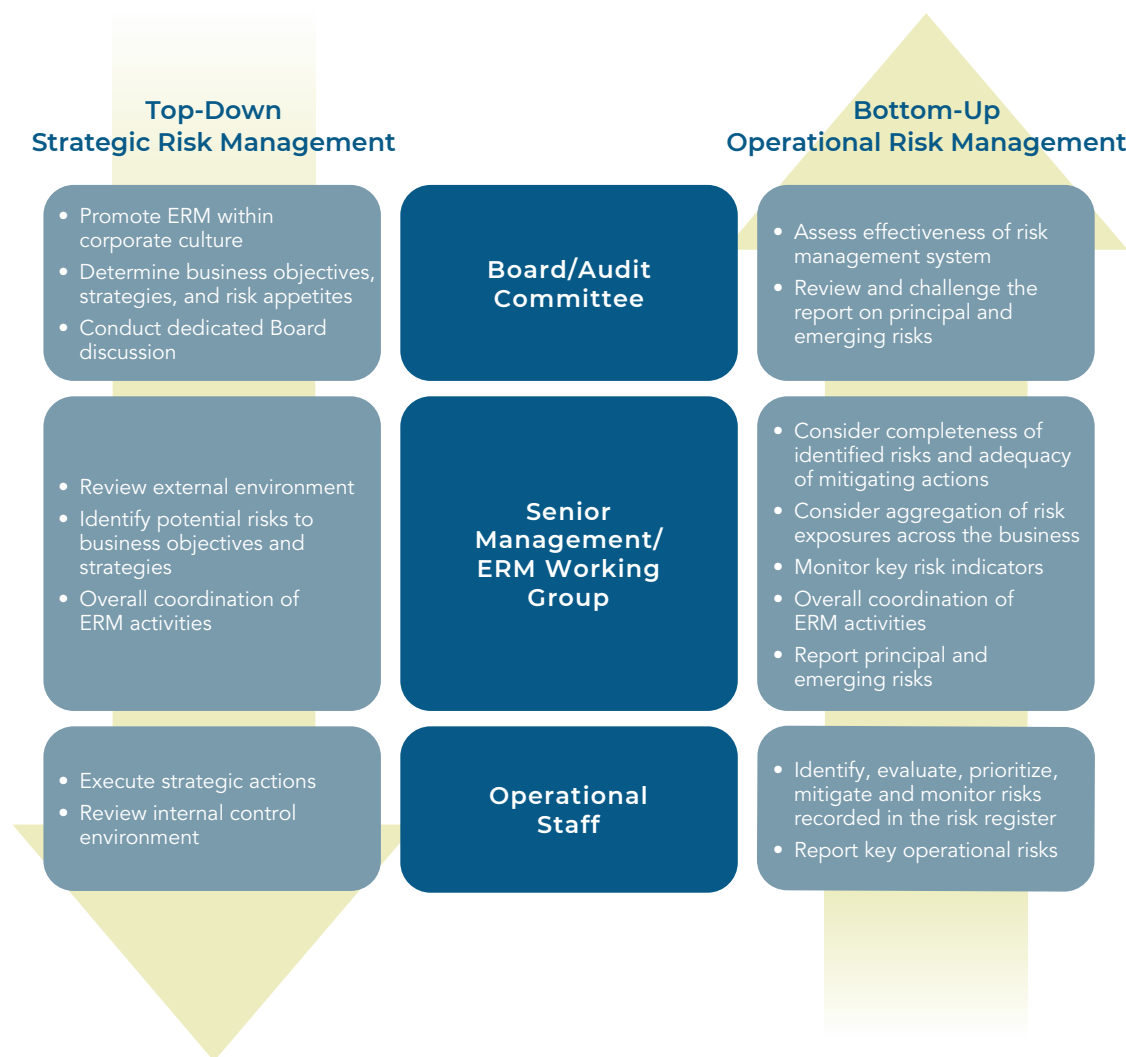 Top-Down
Strategic Risk Management
Bottom-Up
Operational Risk Management
• Promote ERM within
corporate culture
• Determine business objectives,
strategies, and risk appetites
• Conduct dedicated Board
discussion
Board/Audit
Committee
• Assess effectiveness of risk
management system
• Review and challenge the
report on principal and
emerging risks
• Review external environment
• Identify potential risks to
business objectives and
strategies
• Overall coordination of
ERM activities
Senior
Management/
ERM Working
Group
• Consider completeness of
identified risks and adequacy
of mitigating actions
• Consider aggregation of risk
exposures across the business
• Monitor key risk indicators
• Overall coordination of
ERM activities
• Report principal and
emerging risks
• Execute strategic actions
• Review internal control
environment
Operational
Staff
• Identify, evaluate, prioritize,
mitigate and monitor risks
recorded in the risk register
• Report key operational risks